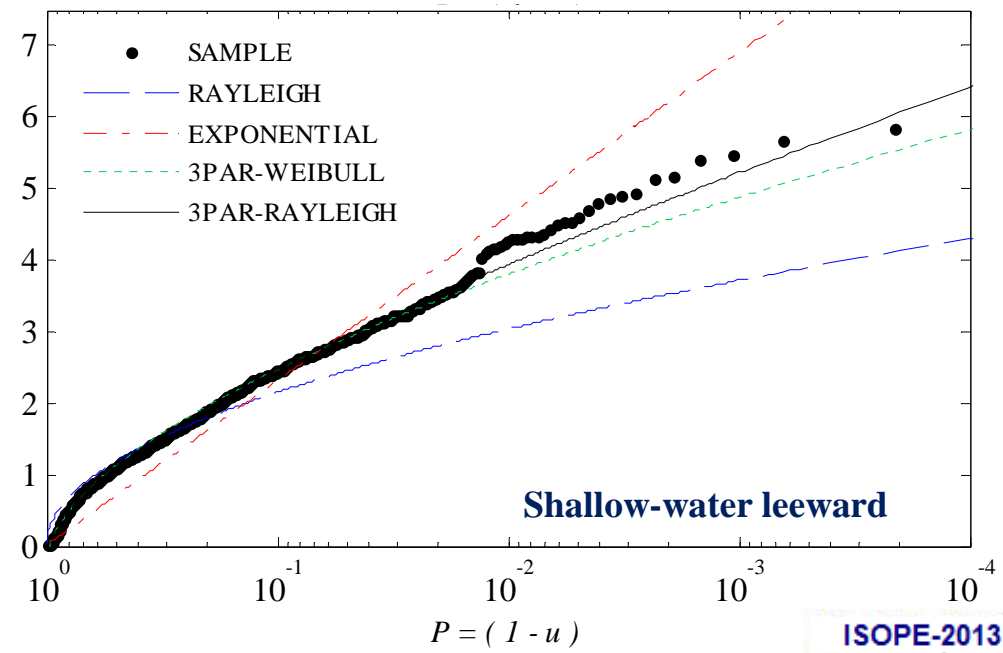 7
6
5
4
3
2
1
0
SAMPLE
RAYLEIGH
EXPONENTIAL
3PAR-WEIBULL
3PAR-RAYLEIGH
Shallow-water leeward
10^0 10^-1 10^-2 10^-3 10^-4
P = ( 1 - u )
ISOPE-2013